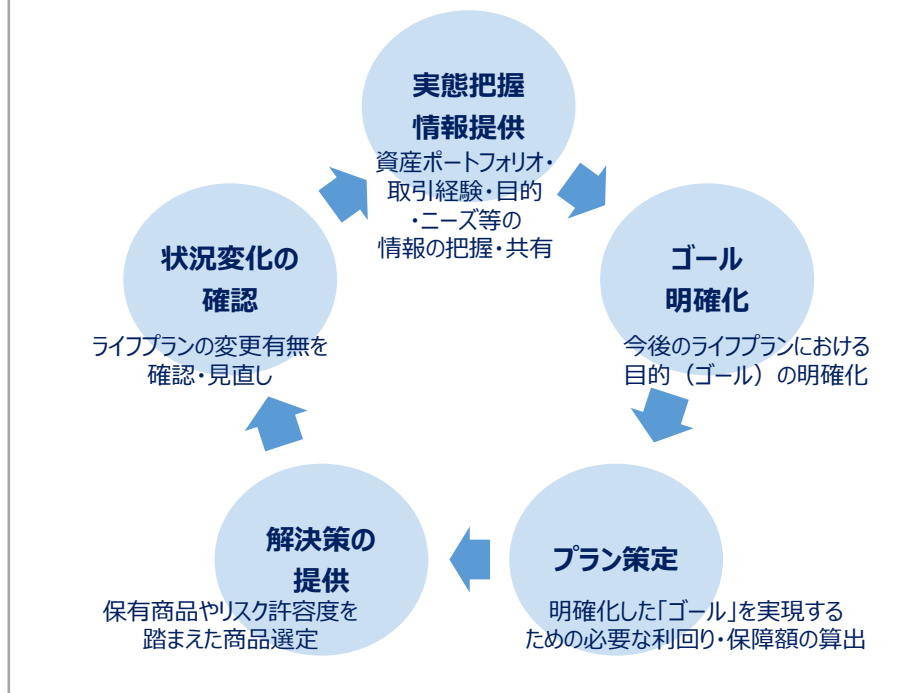 実態把握
情報提供
資産ポートフォリオ・
取引経験・目的
・ニーズ等の
情報の把握・共有
ゴール
明確化
今後のライフプランにおける
目的（ゴール）の明確化
プラン策定
明確化した「ゴール」を実現する
ための必要な利回り・保障額の算出
解決策の
提供
保有商品やリスク許容度を
踏まえた商品選定
状況変化の
確認
ライフプランの変更有無を
確認・見直し